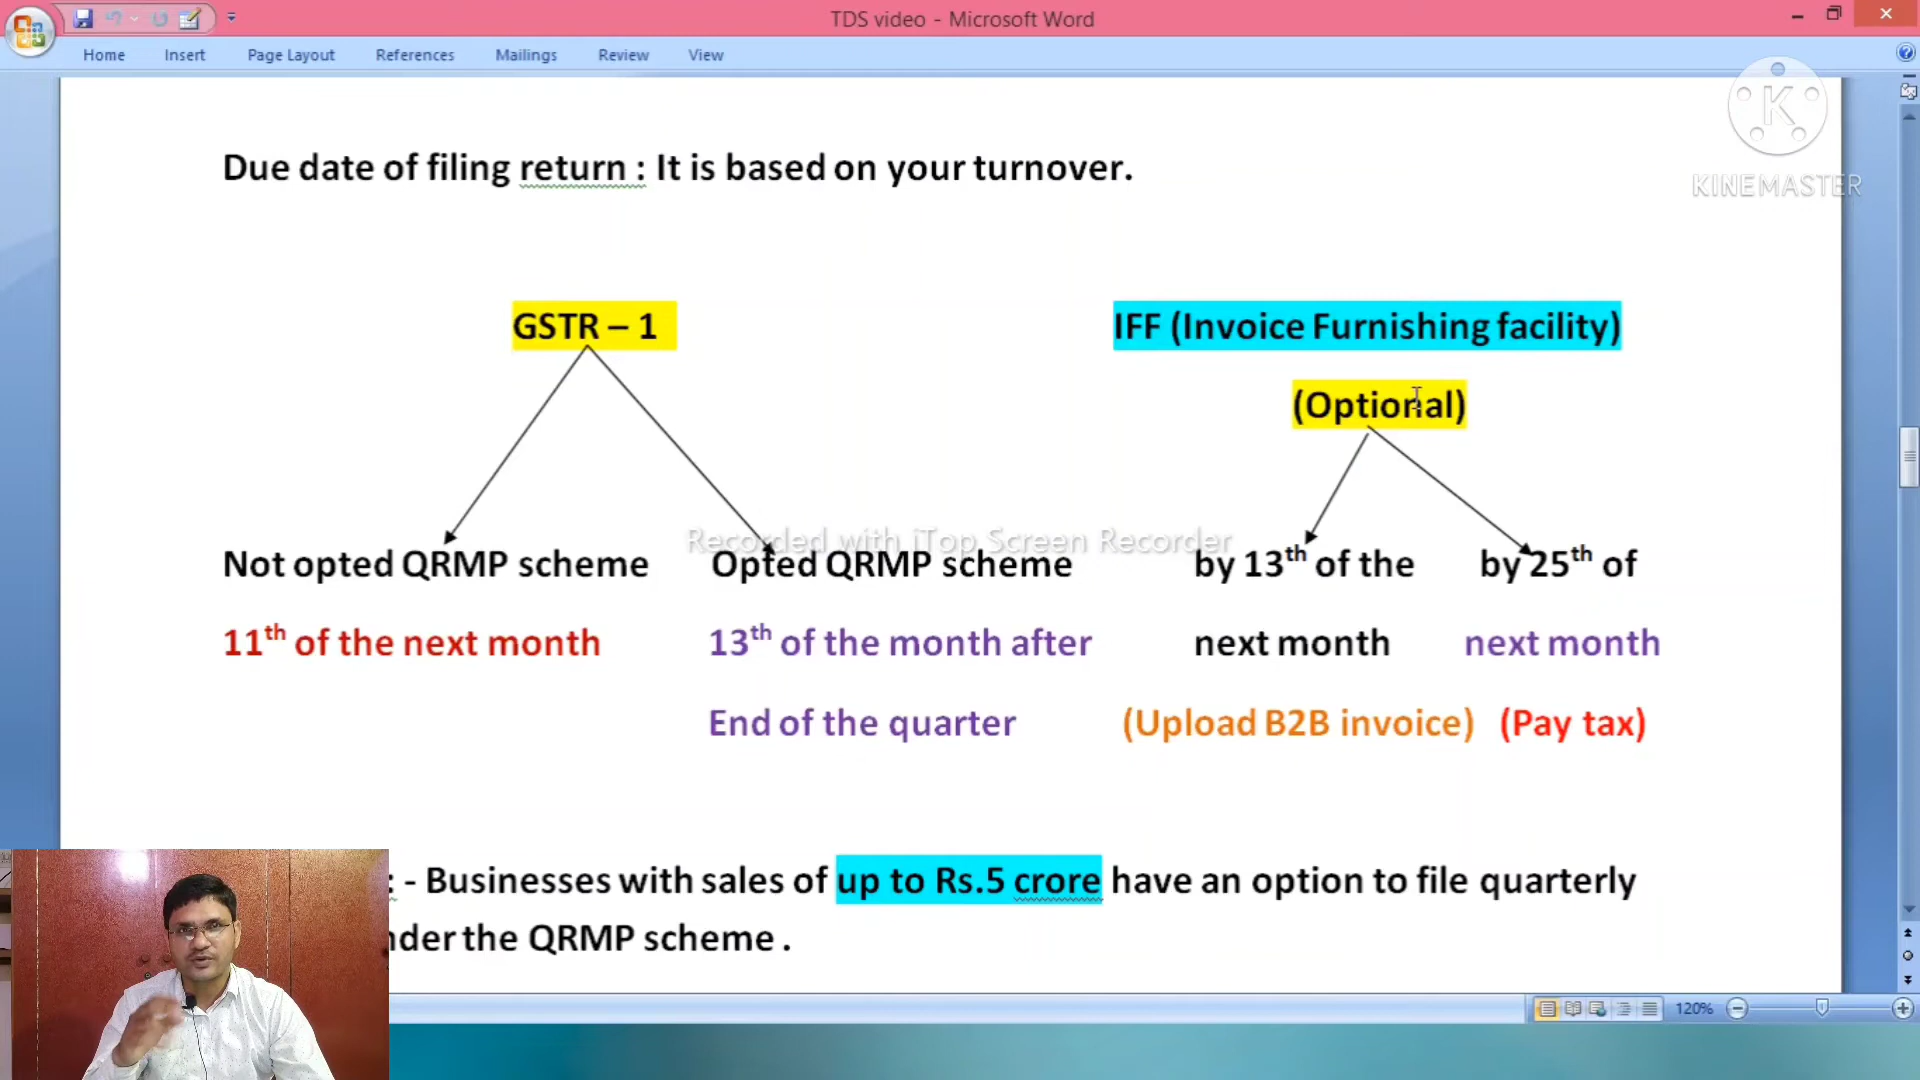 TDS video - Microsoft Word
Home Insert Page Layout References Mailings Review View
K
KINEMASTER
Due date of filing return : It is based on your turnover.
GSTR – 1 IFF (Invoice Furnishing facility)
(Optional)
Recorded with iTop Screen Recorder
Not opted QRMP scheme Opted QRMP scheme by 13th of the by 25th of
11th of the next month 13th of the month after next month next month
End of the quarter (Upload B2B invoice) (Pay tax)
: - Businesses with sales of up to Rs.5 crore have an option to file quarterly
nder the QRMP scheme .
120%